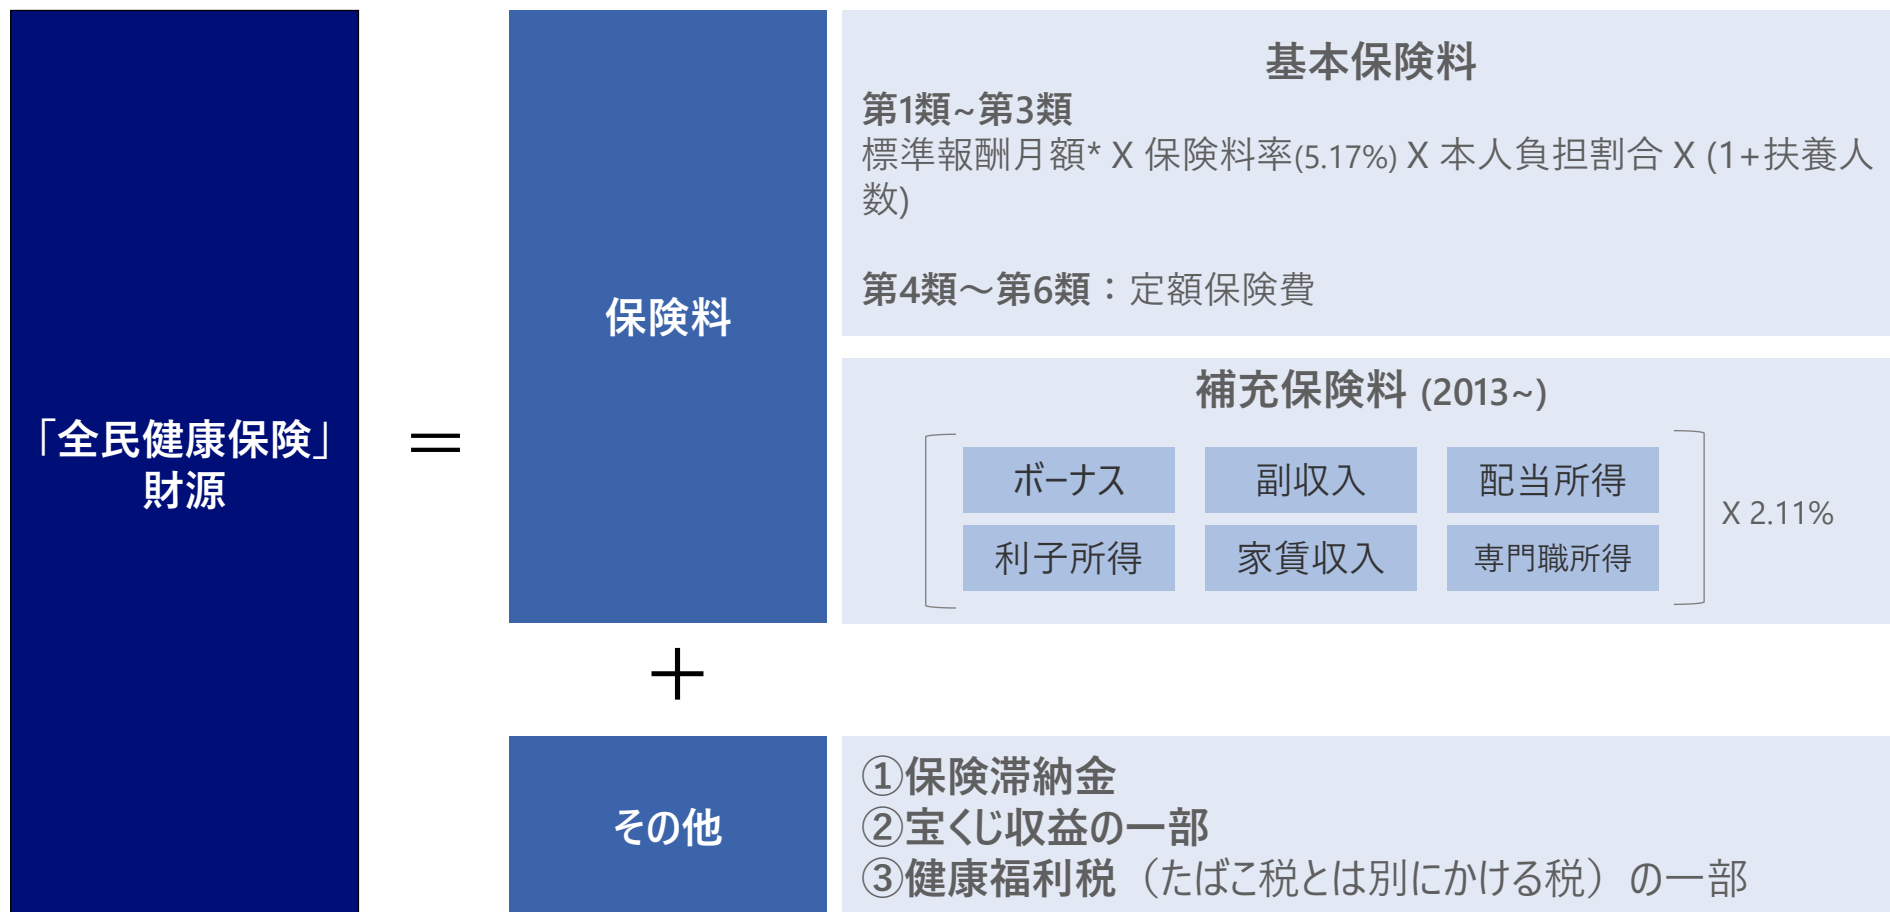 「全民健康保険」
財源
＝
保険料
基本保険料
第1類~第3類
標準報酬月額* X 保険料率(5.17%) X 本人負担割合 X (1+扶養人
数)
第4類～第6類：定額保険費
補充保険料 (2013~)
ボーナス
副収入
配当所得
利子所得
家賃収入
専門職所得
X 2.11%
＋
その他
①保険滞納金
②宝くじ収益の一部
③健康福利税（たばこ税とは別にかける税）の一部